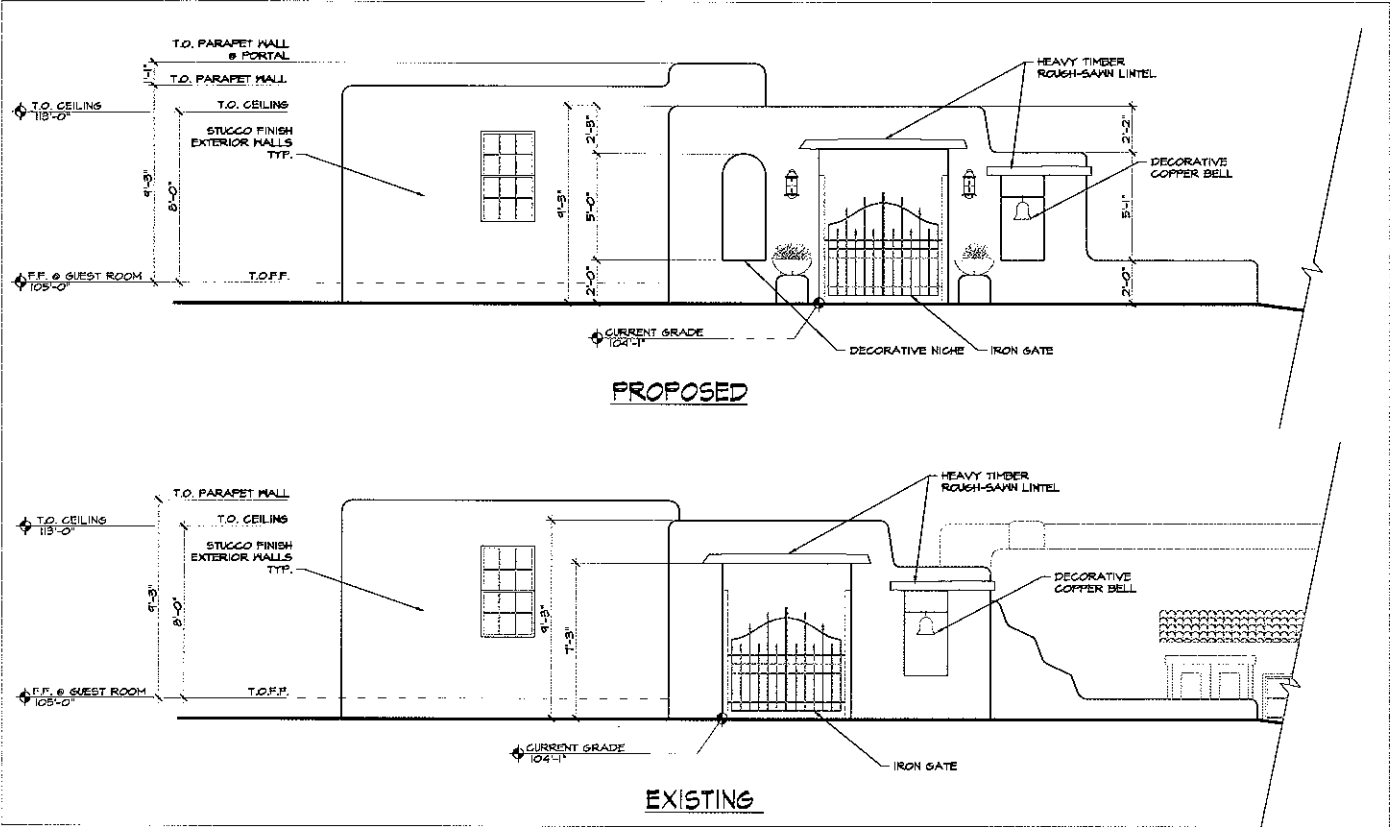 T.O. PARAPET WALL
@ PORTAL
1'-1"
T.O. PARAPET WALL
T.O. CEILING
113'-0"
T.O. CEILING
STUCCO FINISH
EXTERIOR WALLS
TYP.
9'-3"
8'-0"
F.F. @ GUEST ROOM
105'-0"
T.O.F.F.
9'-3"
5'-0"
2'-0"
HEAVY TIMBER
ROUGH-SAWN LINTEL
2'-2"
DECORATIVE
COPPER BELL
5'-1"
2'-0"
CURRENT GRADE
104'-1"
DECORATIVE NICHE
IRON GATE
PROPOSED
T.O. PARAPET WALL
T.O. CEILING
113'-0"
T.O. CEILING
STUCCO FINISH
EXTERIOR WALLS
TYP.
9'-3"
8'-0"
F.F. @ GUEST ROOM
105'-0"
T.O.F.F.
9'-3"
7'-3"
HEAVY TIMBER
ROUGH-SAWN LINTEL
DECORATIVE
COPPER BELL
CURRENT GRADE
104'-1"
IRON GATE
EXISTING